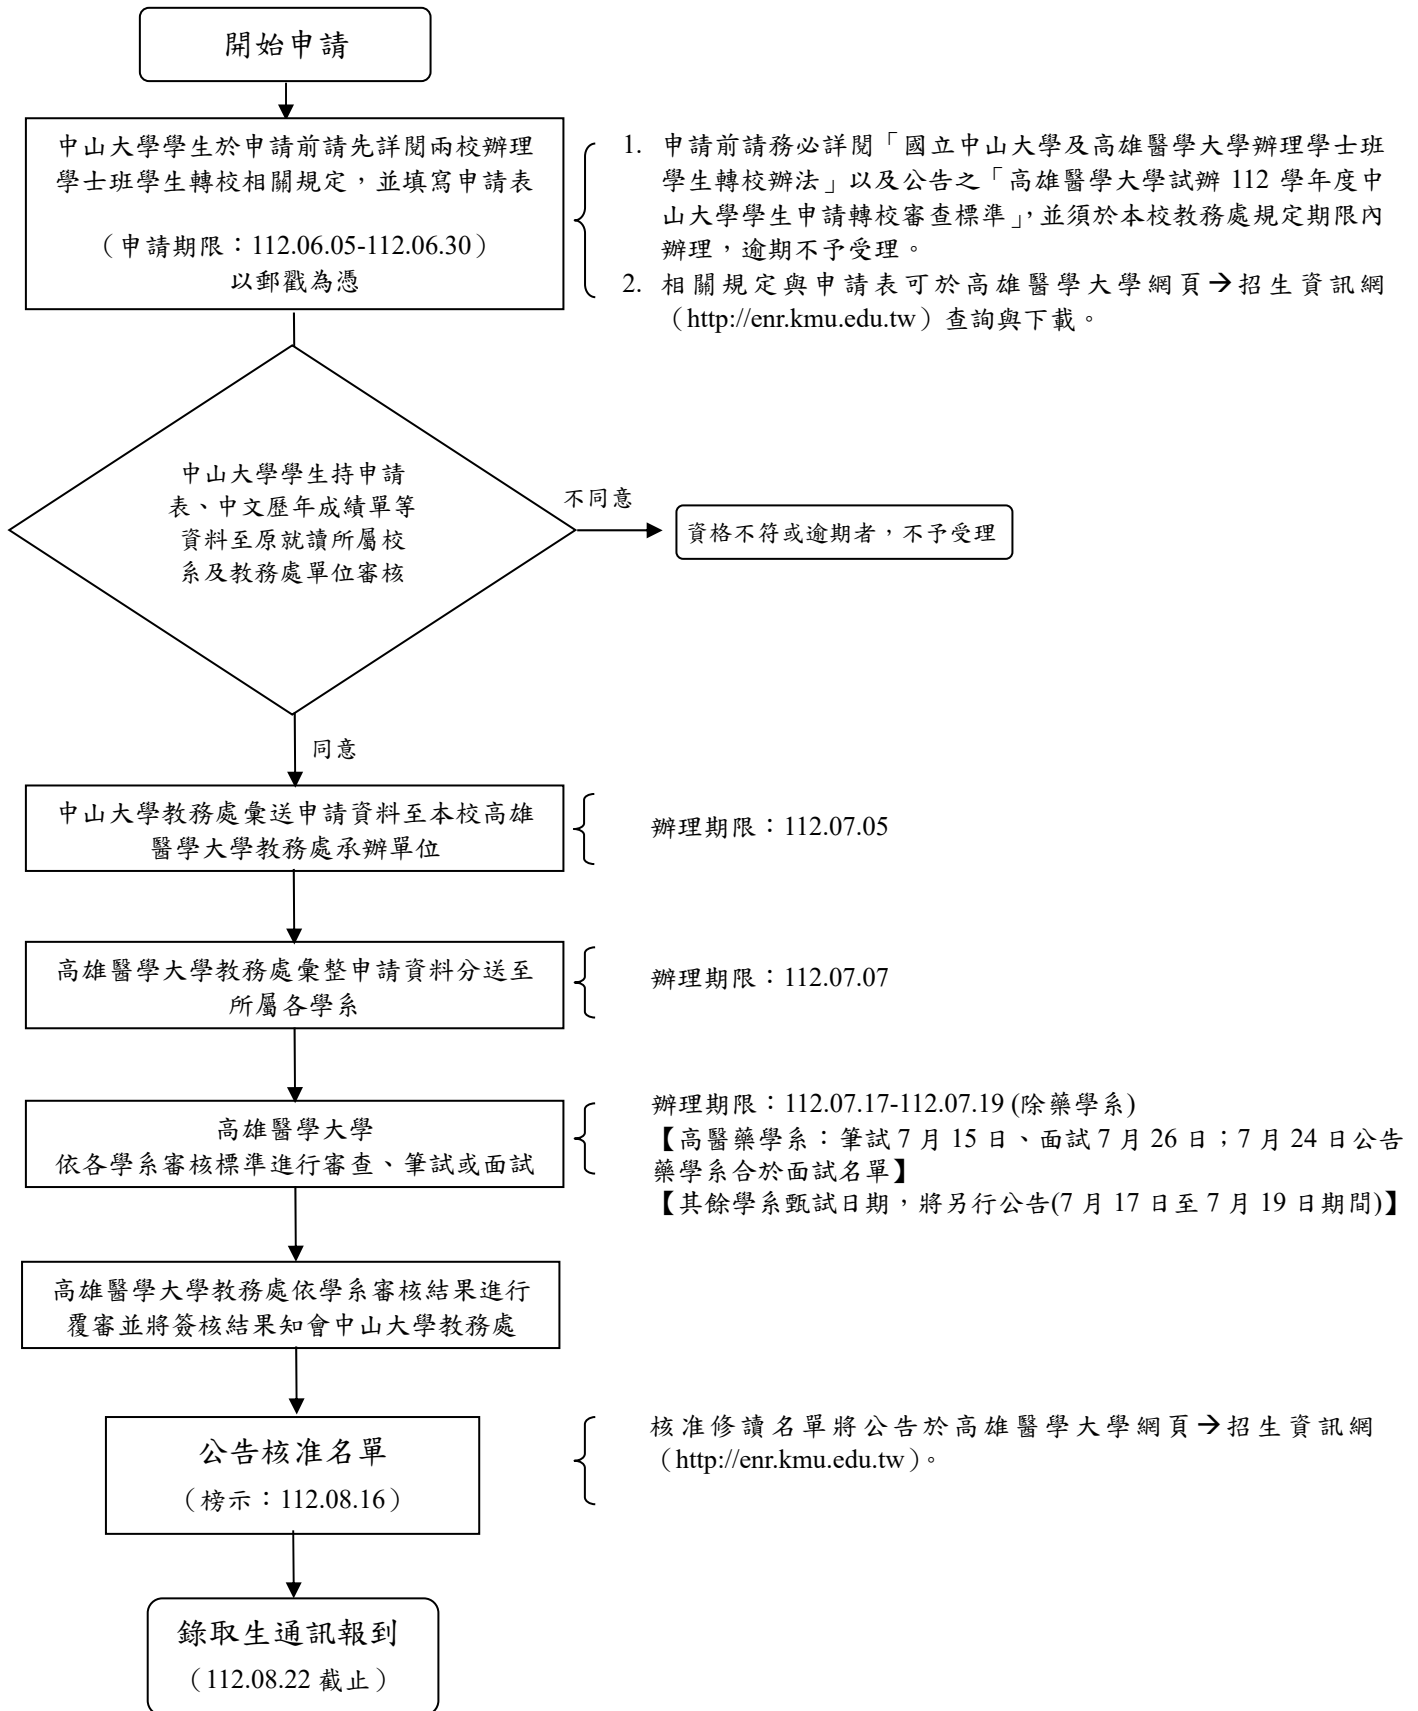 開始申請
中山大學學生於申請前請先詳閱兩校辦理
學士班學生轉校相關規定，並填寫申請表
（申請期限：112.06.05-112.06.30）
以郵戳為憑
1. 申請前請務必詳閱「國立中山大學及高雄醫學大學辦理學士班
學生轉校辦法」以及公告之「高雄醫學大學試辦 112 學年度中
山大學學生申請轉校審查標準」，並須於本校教務處規定期限內
辦理，逾期不予受理。
2. 相關規定與申請表可於高雄醫學大學網頁→招生資訊網
（http://enr.kmu.edu.tw）查詢與下載。
中山大學學生持申請
表、中文歷年成績單等
資料至原就讀所屬校
系及教務處單位審核
不同意
資格不符或逾期者，不予受理
同意
中山大學教務處彙送申請資料至本校高雄
醫學大學教務處承辦單位
辦理期限：112.07.05
高雄醫學大學教務處彙整申請資料分送至
所屬各學系
辦理期限：112.07.07
高雄醫學大學
依各學系審核標準進行審查、筆試或面試
辦理期限：112.07.17-112.07.19 (除藥學系)
【高醫藥學系：筆試 7 月 15 日、面試 7 月 26 日；7 月 24 日公告
藥學系合於面試名單】
【其餘學系甄試日期，將另行公告(7 月 17 日至 7 月 19 日期間)】
高雄醫學大學教務處依學系審核結果進行
覆審並將簽核結果知會中山大學教務處
公告核准名單
（榜示：112.08.16）
核准修讀名單將公告於高雄醫學大學網頁→招生資訊網
（http://enr.kmu.edu.tw）。
錄取生通訊報到
（112.08.22 截止）